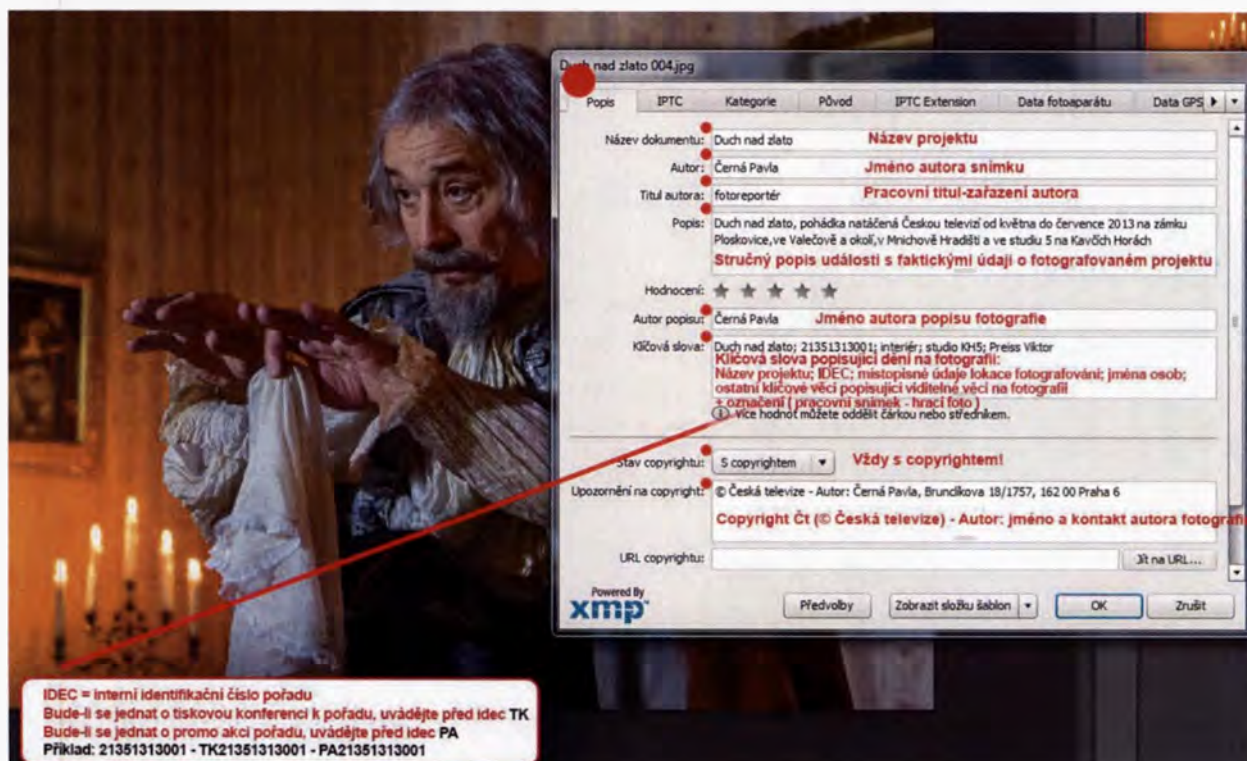 Duch nad zlato 004.jpg
Popis IPTC Kategorie Původ IPTC Extension Data fotoaparátu Data GPS
Název dokumentu: Duch nad zlato Název projektu
Autor: Černá Pavla Jméno autora snímku
Titul autora: fotoreportér Pracovní titul-zařazení autora
Popis: Duch nad zlato, pohádka natáčená Českou televizí od května do července 2013 na zámku
Ploskovice,ve Valečově a okolí,v Mnichově Hradišti a ve studiu 5 na Kavčích Horách
Stručný popis události s faktickými údaji o fotografovaném projektu
Hodnocení:
Autor popisu: Černá Pavla Jméno autora popisu fotografie
Klíčová slova: Duch nad zlato; 21351313001; interiér; studio KH5; Preiss Viktor
Klíčová slova popisující dění na fotografii:
Název projektu; IDEC; místopisné údaje lokace fotografování; jména osob;
ostatní klíčové věci popisující viditelné věci na fotografii
+ označení ( pracovní snímek - hrací foto )
Více hodnot můžete oddělit čárkou nebo středníkem.
Stav copyrightu: S copyrightem Vždy s copyrightem!
Upozornění na copyright: © Česká televize - Autor: Černá Pavla, Brunclíkova 18/1757, 162 00 Praha 6
Copyright Čt (© Česká televize) - Autor: jméno a kontakt autora fotografi
URL copyrightu: Jít na URL...
Powered By
xmp Předvolby Zobrazit složku šablon OK Zrušit
IDEC = interní identifikační číslo pořadu
Bude-li se jednat o tiskovou konferenci k pořadu, uvádějte před idec TK
Bude-li se jednat o promo akci pořadu, uvádějte před idec PA
Příklad: 21351313001 - TK21351313001 - PA21351313001